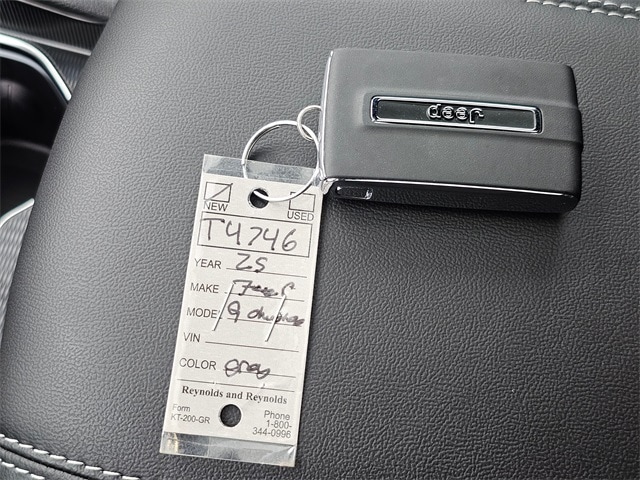 Jeep
NEW USED
T4746
YEAR 25
MAKE Jeep
MODEL G
VIN
COLOR Grey
Reynolds and Reynolds
Form
KT-200-GR
Phone
1-800-
344-0996